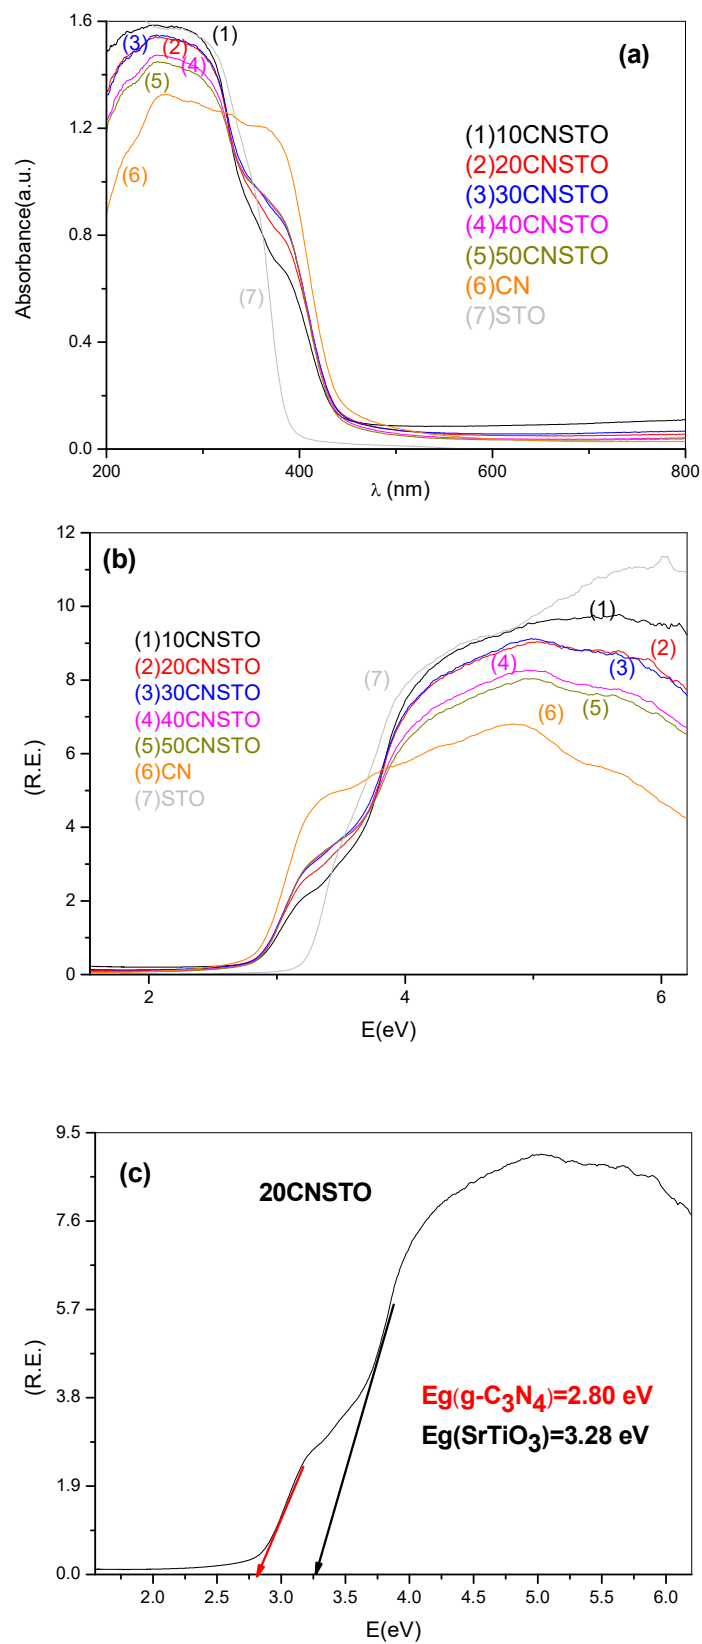 (a)
Absorbance(a.u.)
1.6
1.2
0.8
0.4
0.0
200
400
600
800
λ (nm)
(1)
(2)
(3)
(4)
(5)
(6)
(7)
(1)10CNSTO
(2)20CNSTO
(3)30CNSTO
(4)40CNSTO
(5)50CNSTO
(6)CN
(7)STO
(b)
(R.E.)
12
10
8
6
4
2
0
2
4
6
E(eV)
(1)10CNSTO
(2)20CNSTO
(3)30CNSTO
(4)40CNSTO
(5)50CNSTO
(6)CN
(7)STO
(1)
(2)
(3)
(4)
(5)
(6)
(7)
(c)
20CNSTO
(R.E.)
9.5
7.6
5.7
3.8
1.9
0.0
2.0
2.5
3.0
3.5
4.0
4.5
5.0
5.5
6.0
E(eV)
Eg(g-C₃N₄)=2.80 eV
Eg(SrTiO₃)=3.28 eV